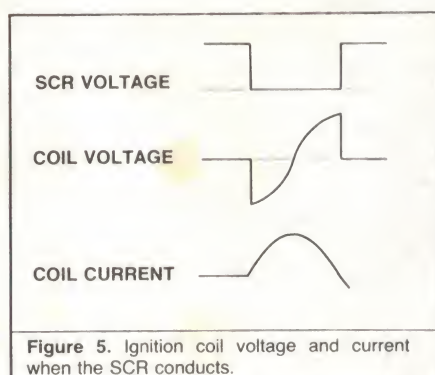 SCR VOLTAGE
COIL VOLTAGE
COIL CURRENT
Figure 5. Ignition coil voltage and current
when the SCR conducts.